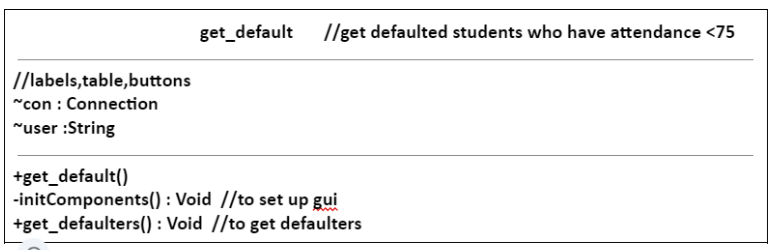 get_default //get defaulted students who have attendance <75
//labels,table,buttons
~con : Connection
~user :String
+get_default()
-initComponents() : Void //to set up gui
+get_defaulters() : Void //to get defaulters